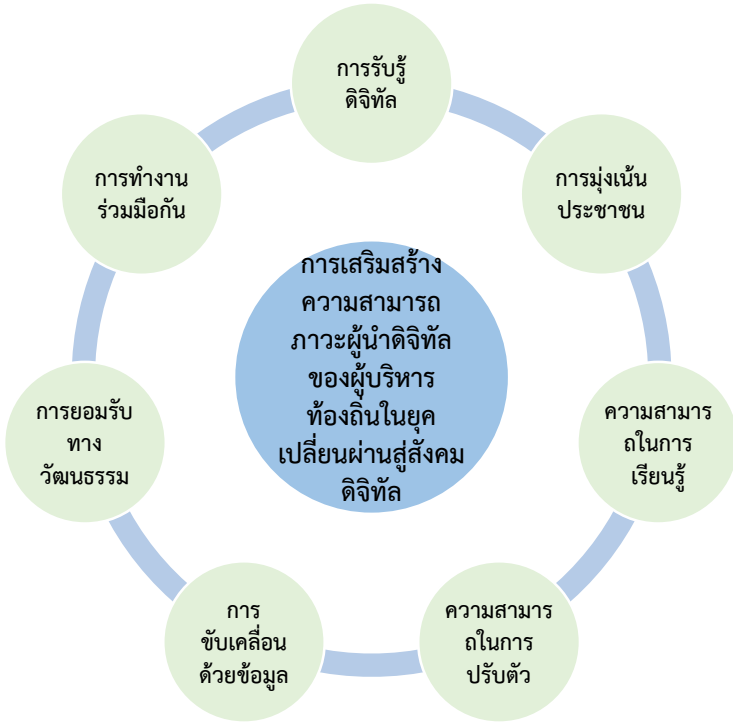 การรับรู้
ดิจิทัล
การมุ่งเน้น
ประชาชน
ความสามาร
ถในการ
เรียนรู้
ความสามาร
ถในการ
ปรับตัว
การ
ขับเคลื่อน
ด้วยข้อมูล
การยอมรับ
ทาง
วัฒนธรรม
การทำงาน
ร่วมมือกัน
การเสริมสร้าง
ความสามารถ
ภาวะผู้นำดิจิทัล
ของผู้บริหาร
ท้องถิ่นในยุค
เปลี่ยนผ่านสู่สังคม
ดิจิทัล